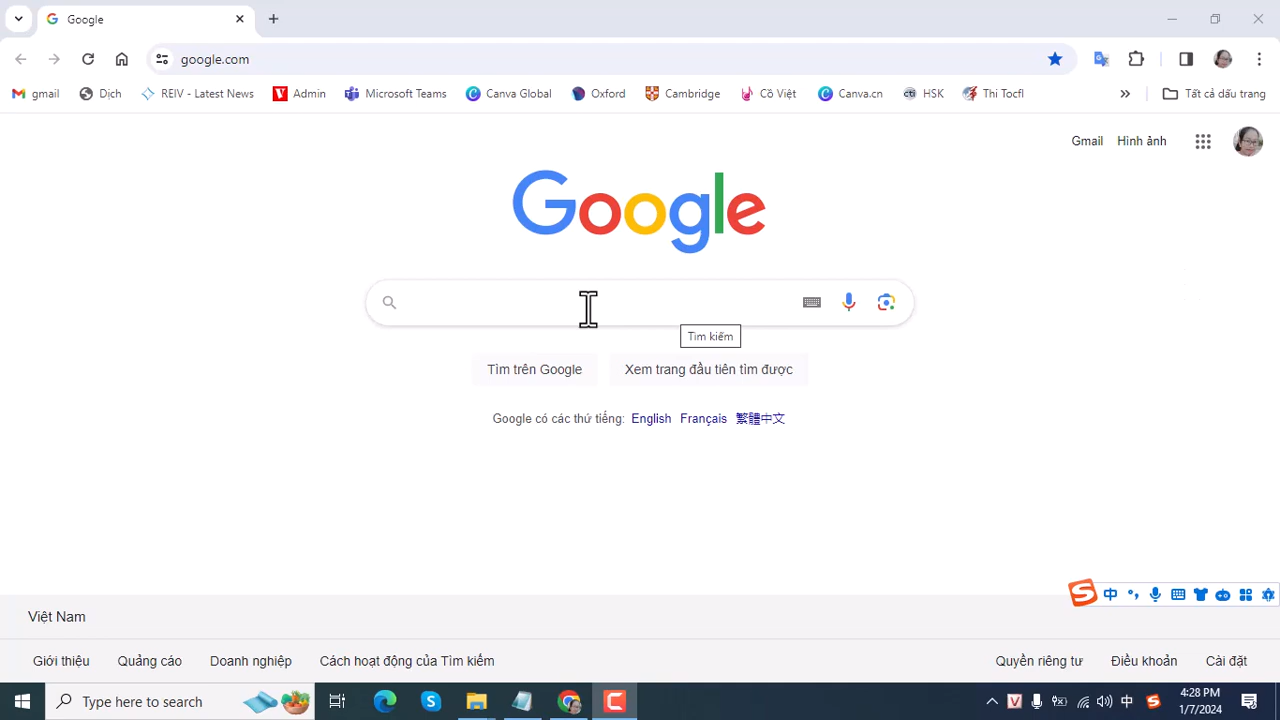 Google
google.com
gmail Dịch REIV - Latest News Admin Microsoft Teams Canva Global Oxford Cambridge Cô Việt Canva.cn HSK Thi Tocfl » Tất cả dấu trang
Gmail Hình ảnh
Google
Tìm kiếm
Tìm trên Google Xem trang đầu tiên tìm được
Google có các thứ tiếng: English Français 繁體中文
S 中
Việt Nam
Giới thiệu Quảng cáo Doanh nghiệp Cách hoạt động của Tìm kiếm Quyền riêng tư Điều khoản Cài đặt
Type here to search V 中 S 4:28 PM
1/7/2024